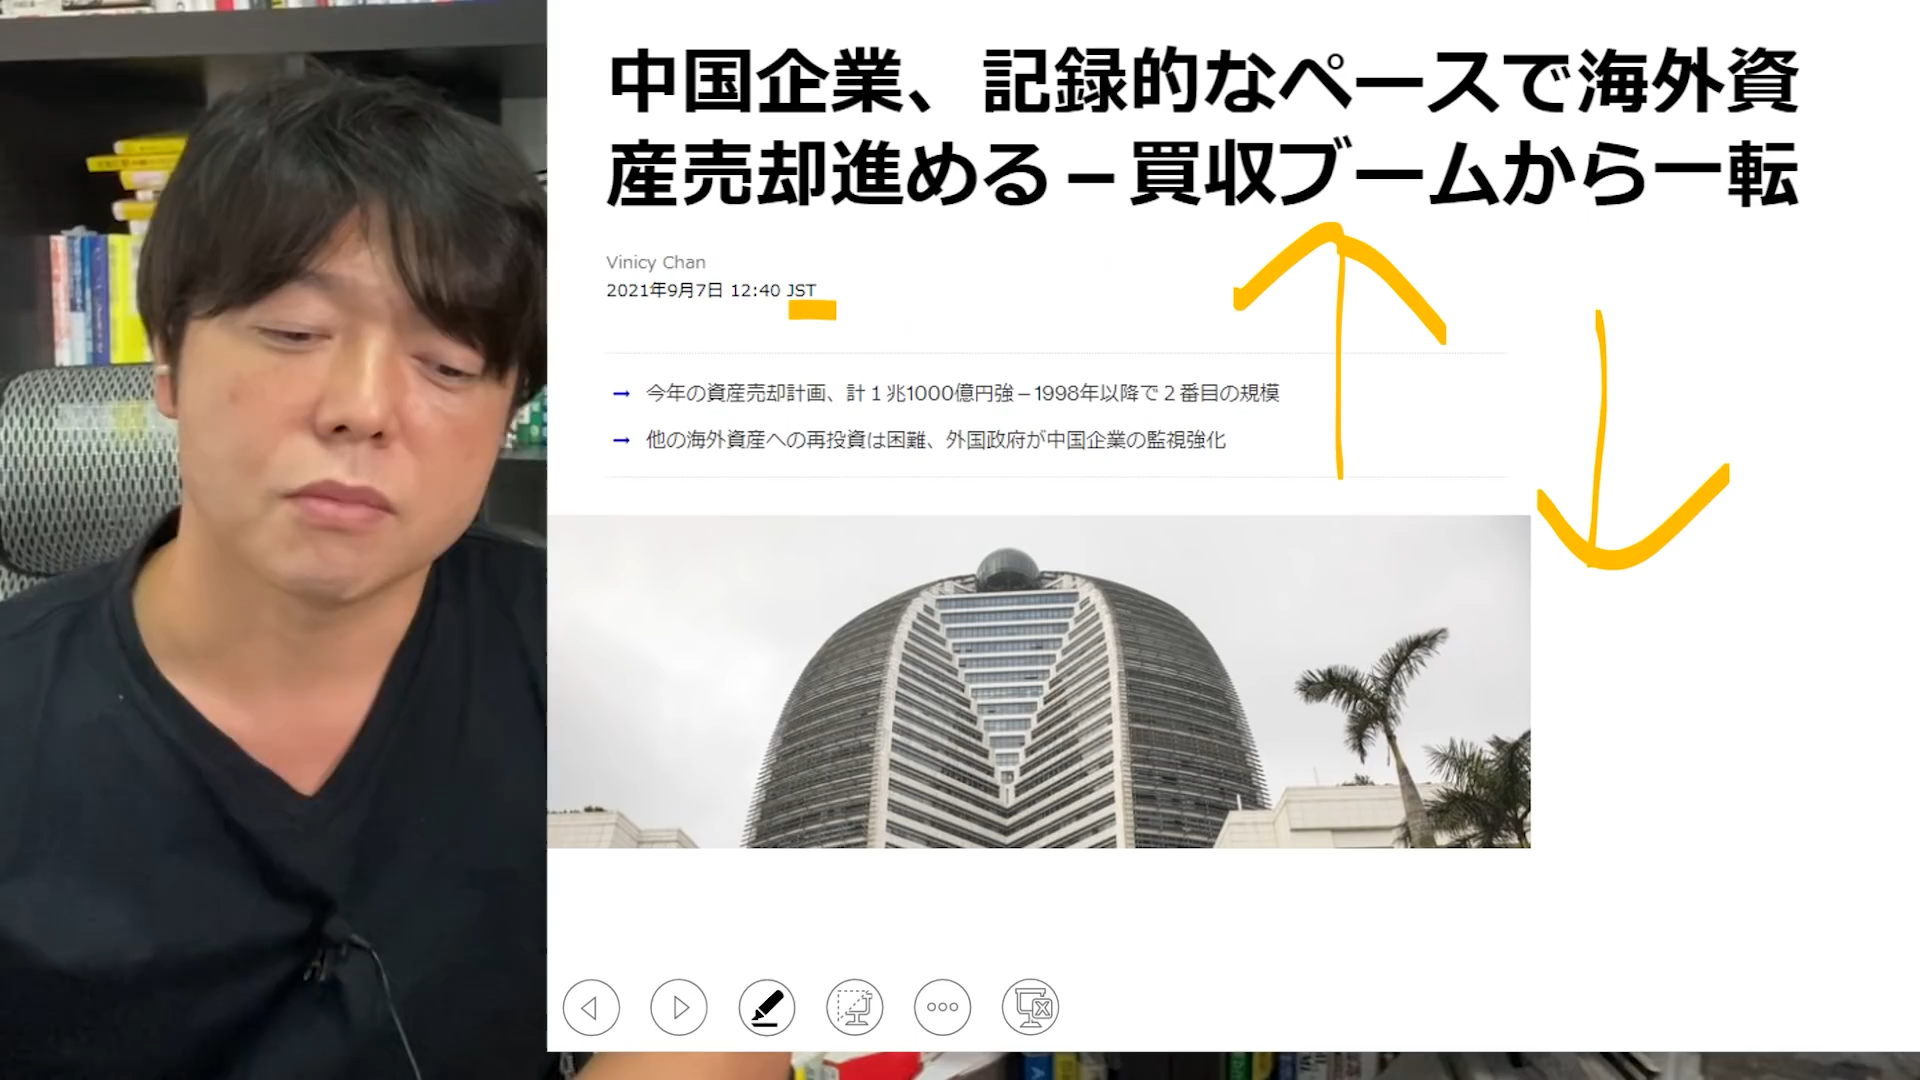 中国企業、記録的なペースで海外資
産売却進める－買収ブームから一転
Vinicy Chan
2021年9月7日 12:40 JST
→ 今年の資産売却計画、計１兆1000億円強－1998年以降で２番目の規模
→ 他の海外資産への再投資は困難、外国政府が中国企業の監視強化